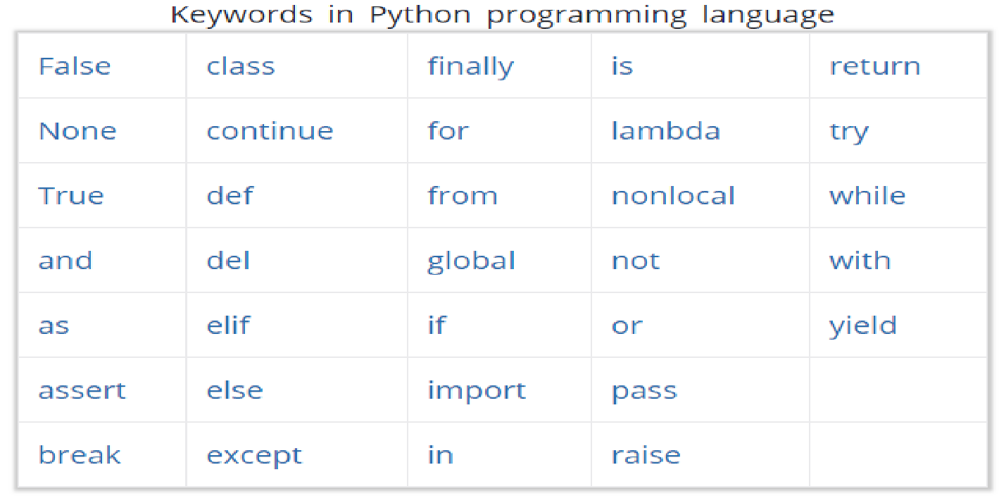 Keywords in Python programming language
False class finally is return
None continue for lambda try
True def from nonlocal while
and del global not with
as elif if or yield
assert else import pass
break except in raise